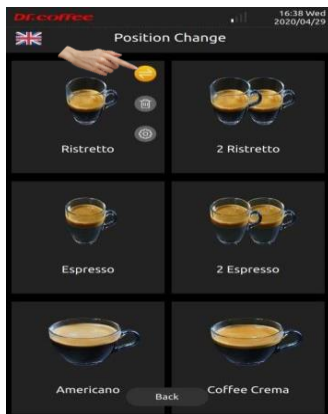 Dr.coffee
16:38 Wed
2020/04/29
Position Change
Ristretto
2 Ristretto
Espresso
2 Espresso
Americano
Coffee Crema
Back